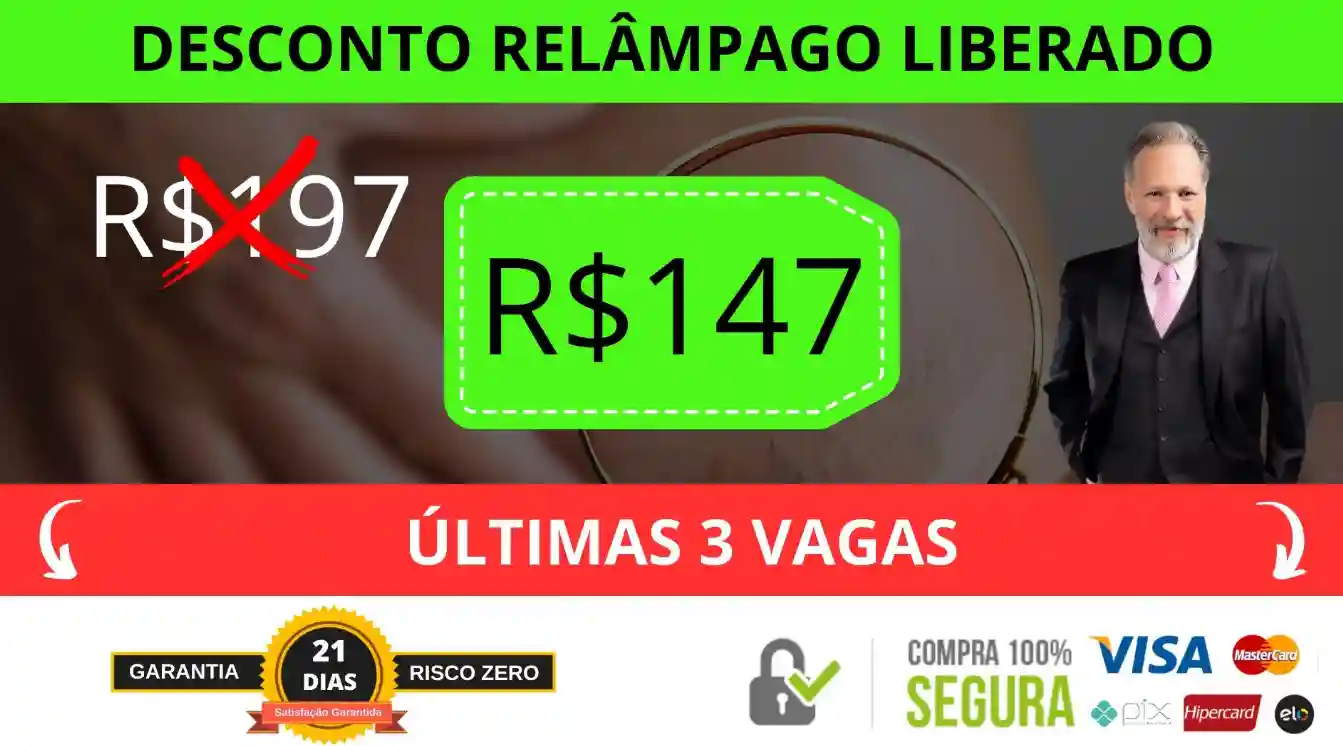 DESCONTO RELÂMPAGO LIBERADO
R$197
R$147
ÚLTIMAS 3 VAGAS
GARANTIA
21
DIAS
RISCO ZERO
Satisfação Garantida
COMPRA 100%
SEGURA
VISA
MasterCard
pix
Hipercard
elo